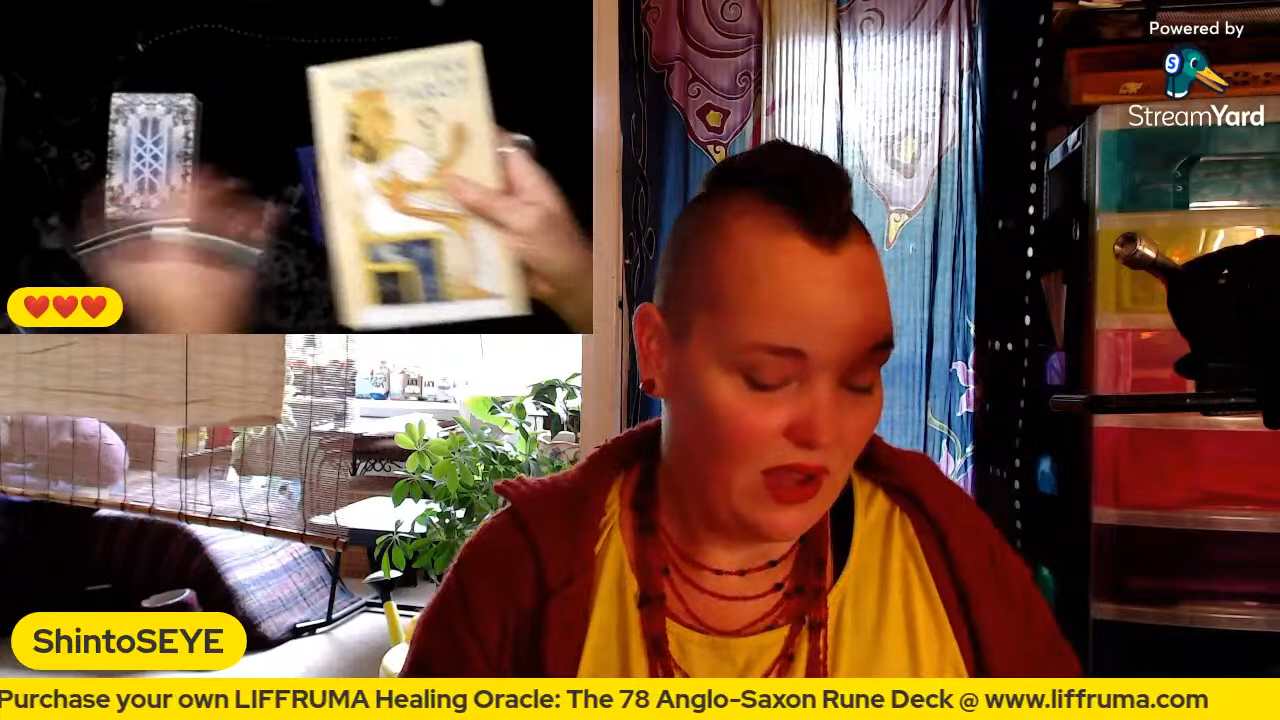 Powered by
S
StreamYard
ShintoSEYE
Purchase your own LIFFRUMA Healing Oracle: The 78 Anglo-Saxon Rune Deck @ www.liffruma.com